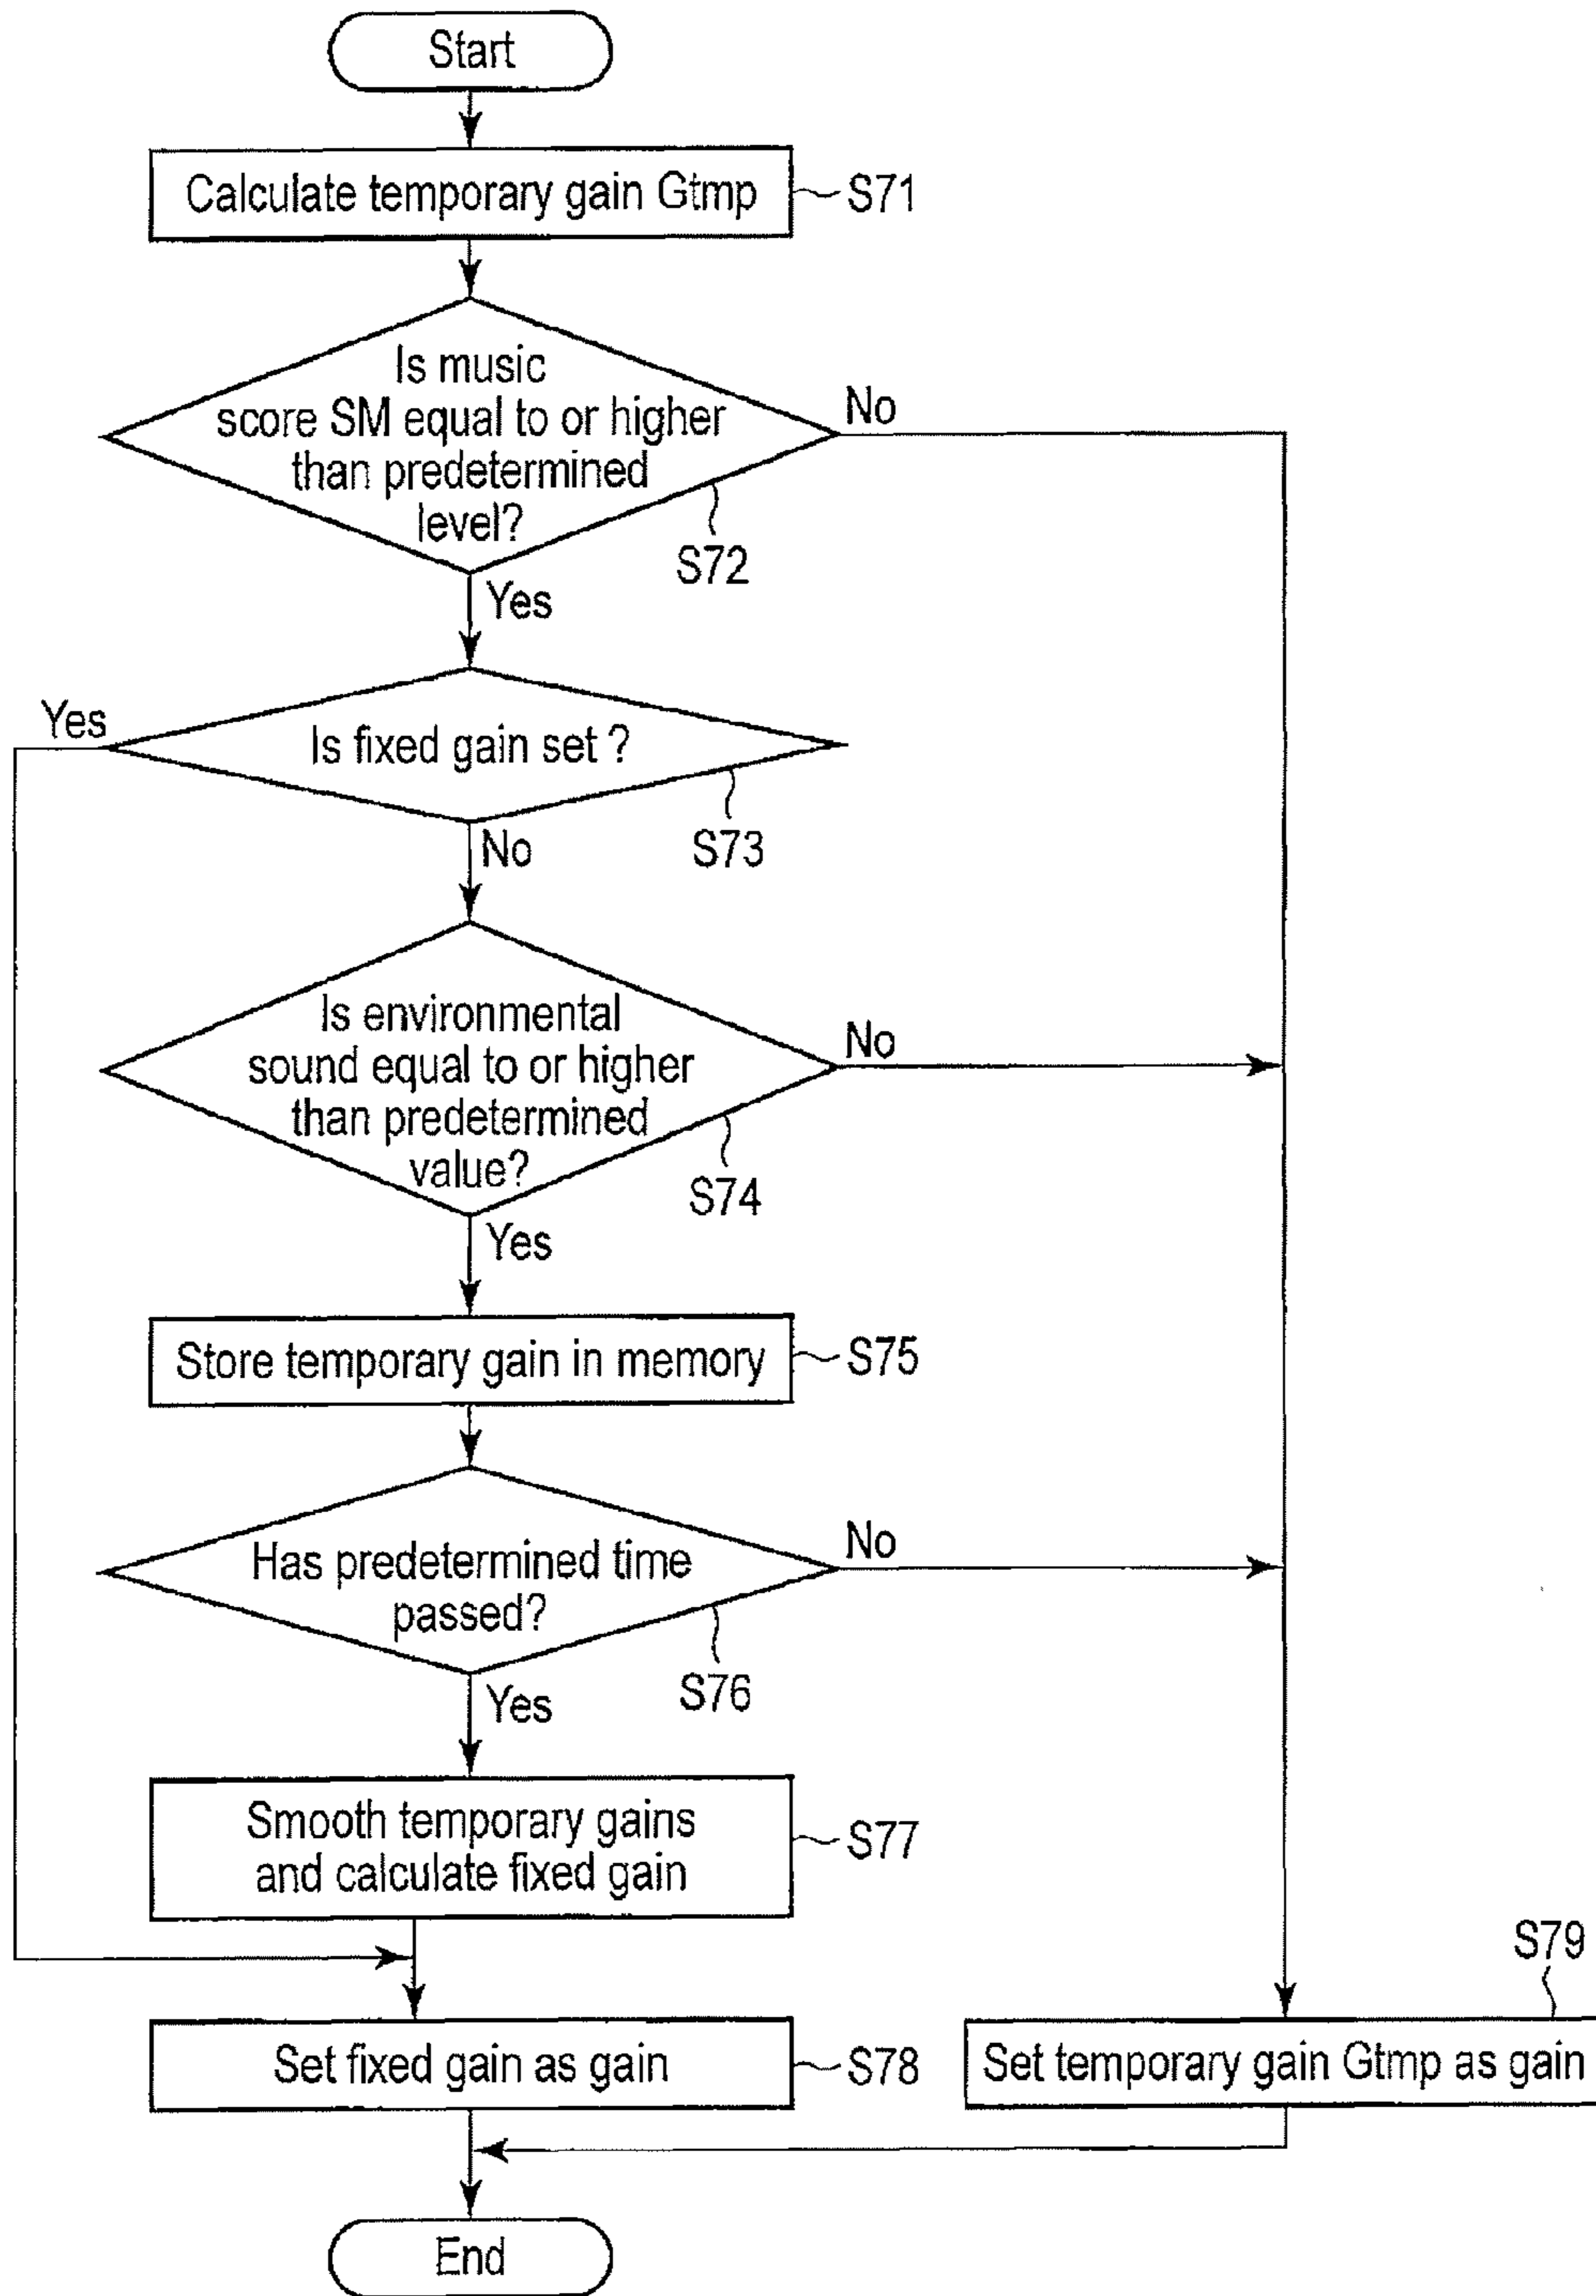 Start
Calculate temporary gain Gtmp
S71
Is music
score SM equal to or higher
than predetermined
level?
No
S72
Yes
Yes
Is fixed gain set ?
S73
No
Is environmental
sound equal to or higher
than predetermined
value?
No
S74
Yes
Store temporary gain in memory
S75
Has predetermined time
passed?
No
S76
Yes
Smooth temporary gains
and calculate fixed gain
S77
S79
Set fixed gain as gain
S78
Set temporary gain Gtmp as gain
End